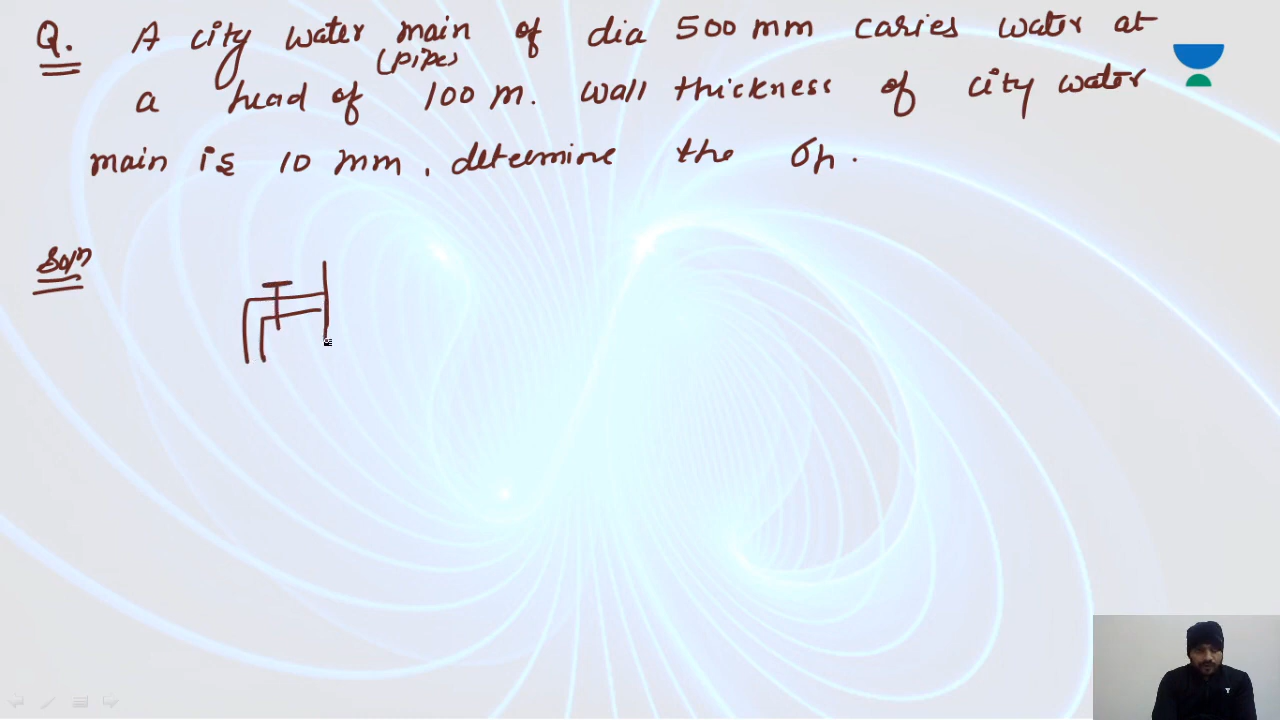 Q. A city water main of dia 500 mm caries water at
(pipe)
a head of 100 m. wall thickness of city water
main is 10 mm, determine the σh.
Soln